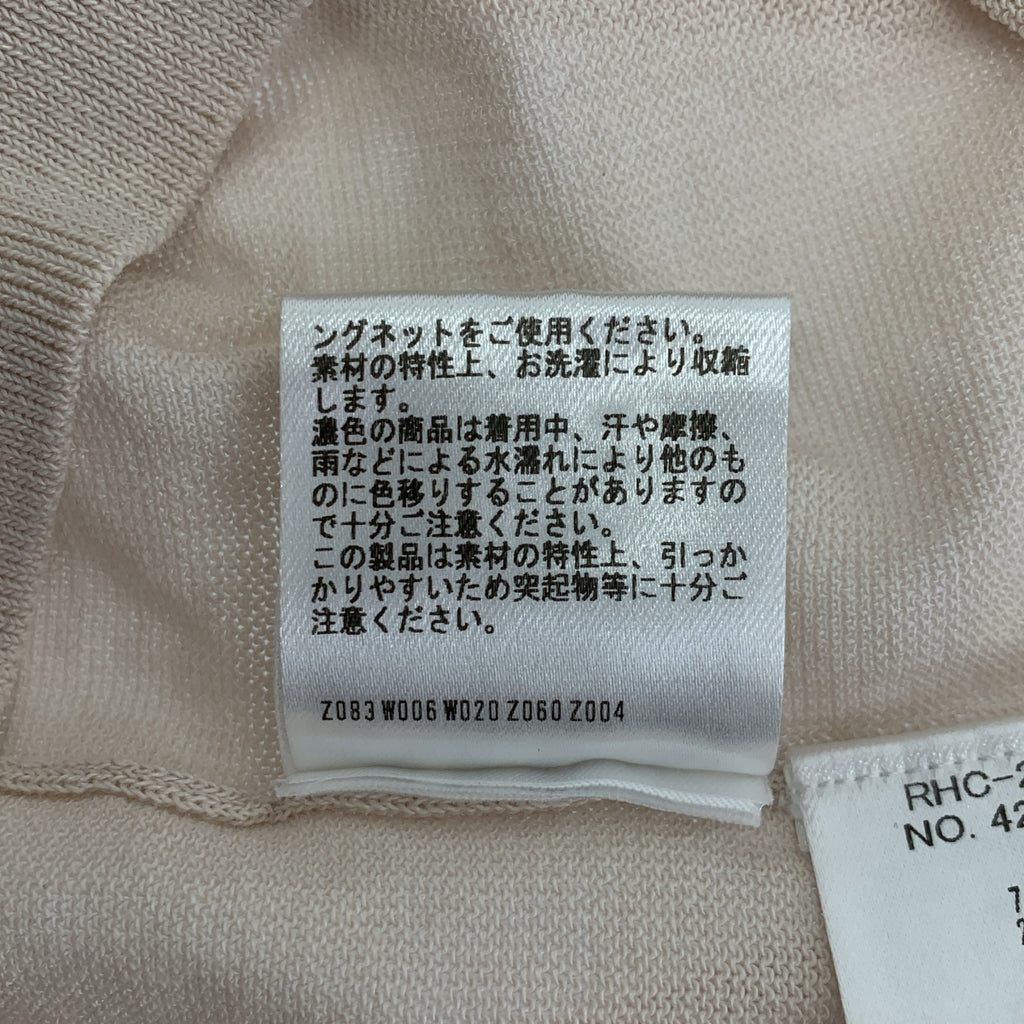 ングネットをご使用ください。
素材の特性上、お洗濯により収縮
します。
濃色の商品は着用中、汗や摩擦、
雨などによる水濡れにより他のも
のに色移りすることがありますの
で十分ご注意ください。
この製品は素材の特性上、引っか
かりやすいため突起物等に十分ご
注意ください。
Z083 W006 W020 Z060 Z004
RHC-2
NO. 42